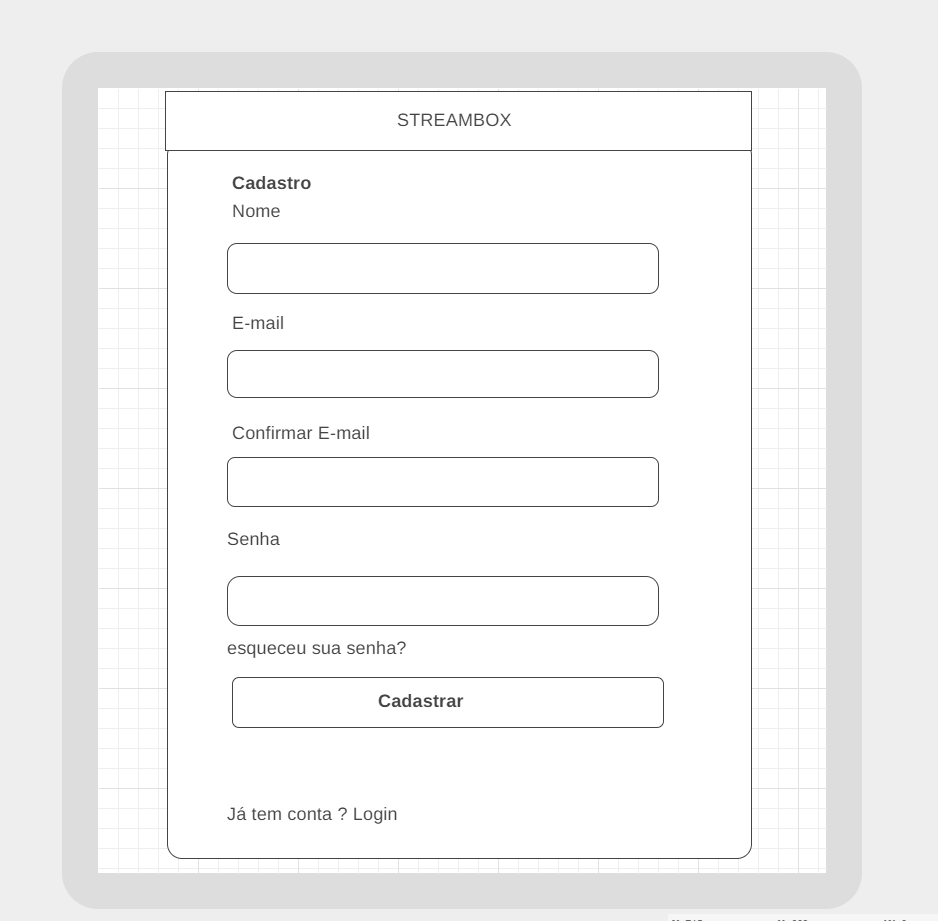 STREAMBOX
Cadastro
Nome
E-mail
Confirmar E-mail
Senha
esqueceu sua senha?
Cadastrar
Já tem conta ? Login